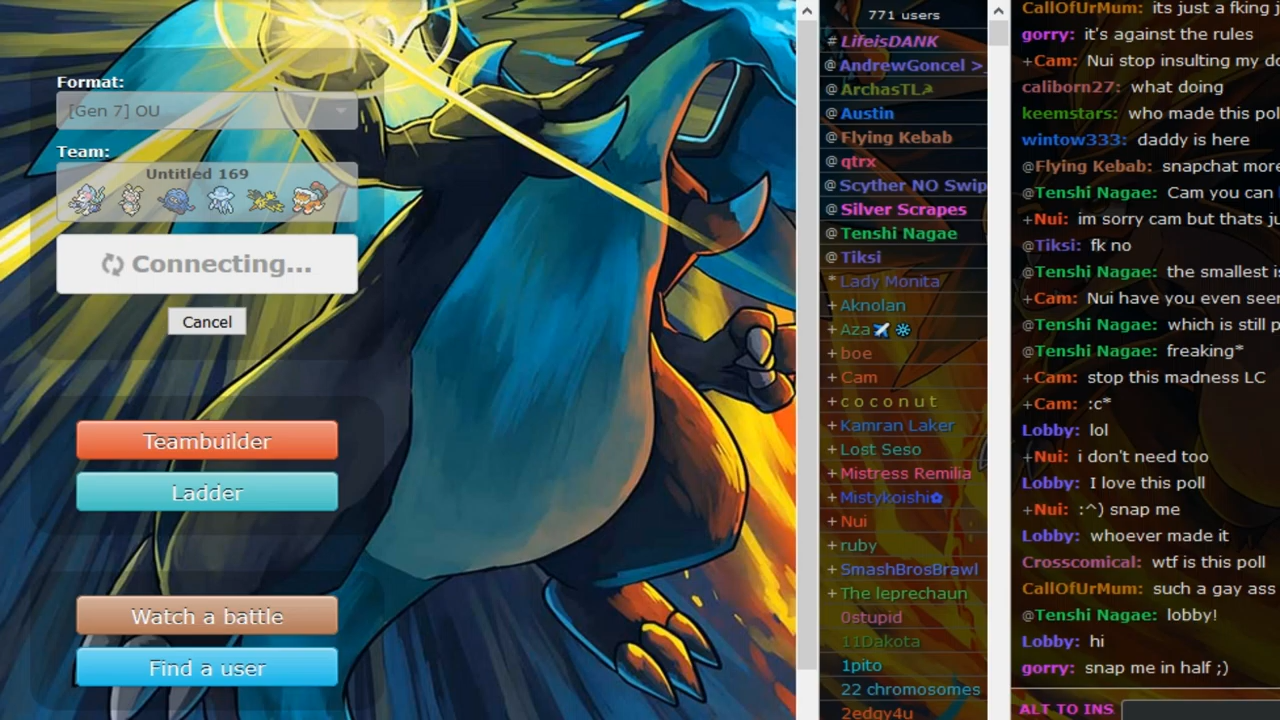 Format:
[Gen 7] OU
Team:
Untitled 169
Connecting...
Cancel
Teambuilder
Ladder
Watch a battle
Find a user
771 users
#LifeisDANK
@AndrewGoncel >_
@ArchasTL☭
@Austin
@Flying Kebab
@qtrx
@Scyther NO Swip
@Silver Scrapes
@Tenshi Nagae
@Tiksi
*Lady Monita
+Aknolan
+Aza✈❄
+boe
+Cam
+c o c o n u t
+Kamran Laker
+Lost Seso
+Mistress Remilia
+Mistykoishi✿
+Nui
+ruby
+SmashBrosBrawl
+The leprechaun
0stupid
11Dakota
1pito
22 chromosomes
2edgy4u
CallOfUrMum: its just a fking j
gorry: it's against the rules
+Cam: Nui stop insulting my do
caliborn27: what doing
keemstars: who made this pol
wintow333: daddy is here
@Flying Kebab: snapchat more
@Tenshi Nagae: Cam you can
+Nui: im sorry cam but thats ju
@Tiksi: fk no
@Tenshi Nagae: the smallest is
+Cam: Nui have you even seen
@Tenshi Nagae: which is still p
@Tenshi Nagae: freaking*
+Cam: stop this madness LC
+Cam: :c*
Lobby: lol
+Nui: i don't need too
Lobby: I love this poll
+Nui: :^) snap me
Lobby: whoever made it
Crosscomical: wtf is this poll
CallOfUrMum: such a gay ass
@Tenshi Nagae: lobby!
Lobby: hi
gorry: snap me in half ;)
ALT TO INS